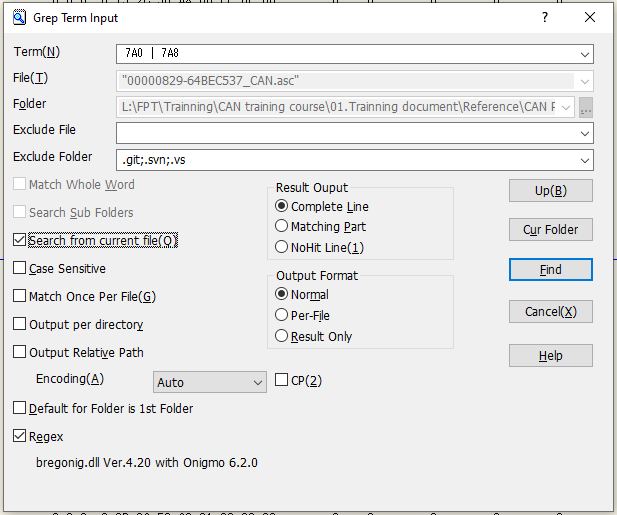 Grep Term Input
?
Term(N)
7A0 | 7A8
File(T)
"00000829-64BEC537_CAN.asc"
Folder
L:\FPT\Trainning\CAN training course\01.Trainning document\Reference\CAN F
...
Exclude File
Exclude Folder
.git;.svn;.vs
Match Whole Word
Search Sub Folders
Search from current file(O)
Case Sensitive
Match Once Per File(G)
Output per directory
Output Relative Path
Encoding(A)
Auto
CP(2)
Default for Folder is 1st Folder
Regex
bregonig.dll Ver.4.20 with Onigmo 6.2.0
Result Ouput
Complete Line
Matching Part
NoHit Line(1)
Output Format
Normal
Per-File
Result Only
Up(B)
Cur Folder
Find
Cancel(X)
Help